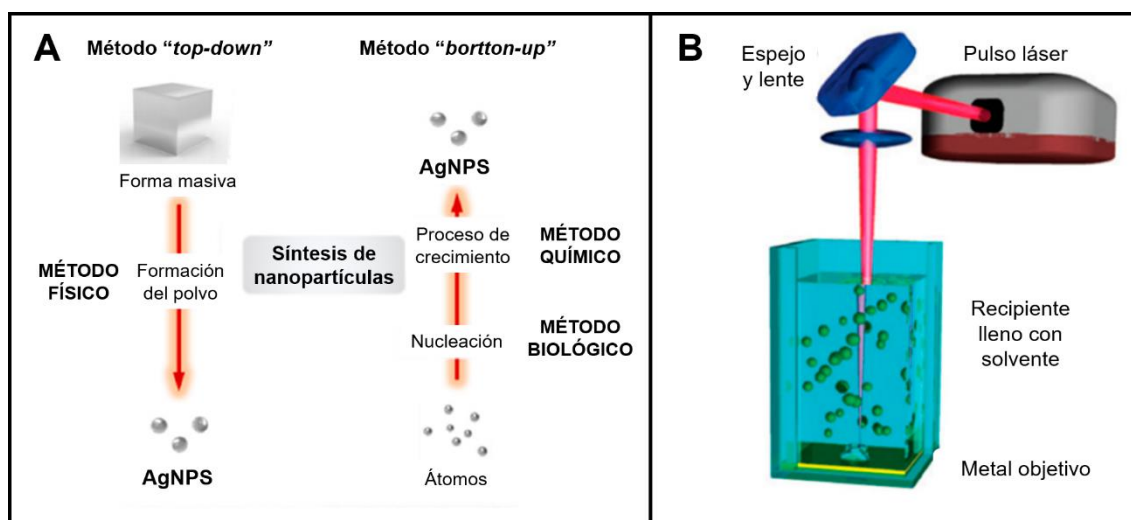 A
Método “top-down”
Forma masiva
MÉTODO
FÍSICO
Formación
del polvo
AgNPS
Síntesis de
nanopartículas
Método “bortton-up”
AgNPS
Proceso de
crecimiento
MÉTODO
QUÍMICO
Nucleación
MÉTODO
BIOLÓGICO
Átomos
B
Espejo
y lente
Pulso láser
Recipiente
lleno con
solvente
Metal objetivo